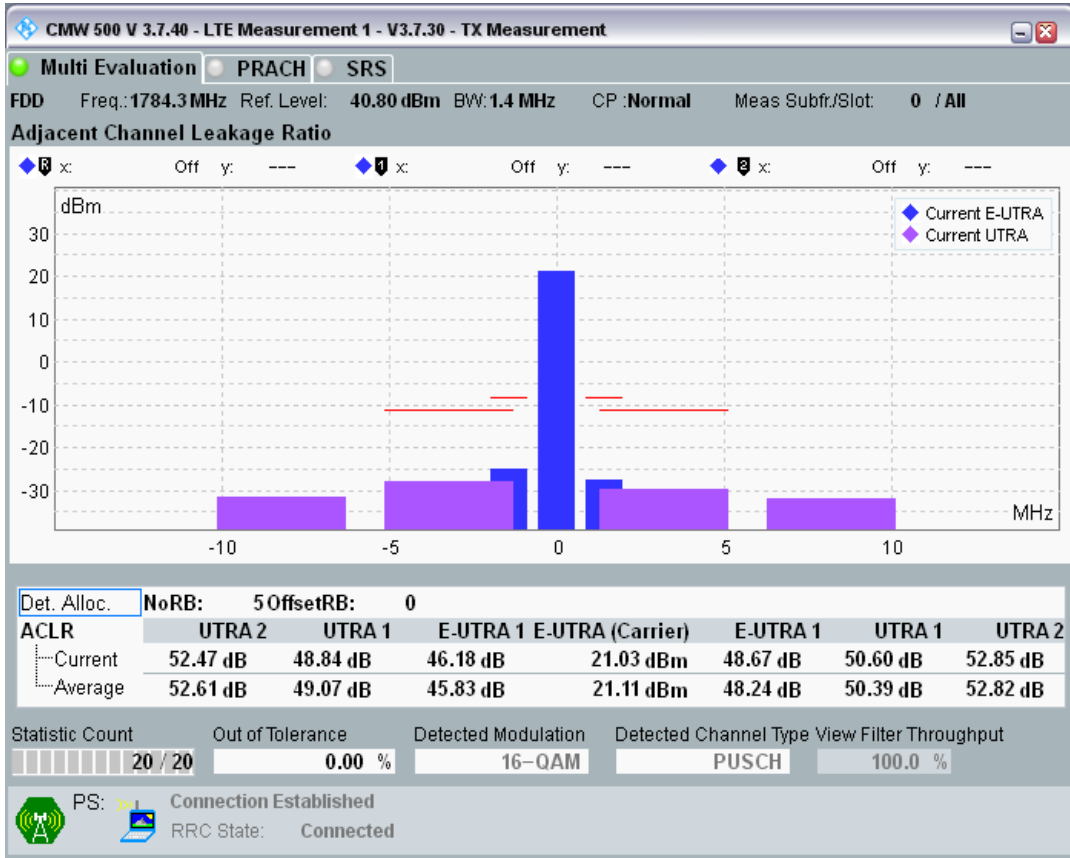 CMW 500 V 3.7.40 - LTE Measurement 1 - V3.7.30 - TX Measurement
Multi Evaluation PRACH SRS
FDD Freq.:1784.3 MHz Ref. Level: 40.80 dBm BW:1.4 MHz CP :Normal Meas Subfr./Slot: 0 / All
Adjacent Channel Leakage Ratio
R x: Off y: --- 1 x: Off y: --- 2 x: Off y: ---
dBm
Current E-UTRA
Current UTRA
30
20
10
0
-10
-20
-30
MHz
-10 -5 0 5 10
Det. Alloc. NoRB: 5 OffsetRB: 0
ACLR UTRA 2 UTRA 1 E-UTRA 1 E-UTRA (Carrier) E-UTRA 1 UTRA 1 UTRA 2
Current 52.47 dB 48.84 dB 46.18 dB 21.03 dBm 48.67 dB 50.60 dB 52.85 dB
Average 52.61 dB 49.07 dB 45.83 dB 21.11 dBm 48.24 dB 50.39 dB 52.82 dB
Statistic Count Out of Tolerance Detected Modulation Detected Channel Type View Filter Throughput
20 / 20 0.00 % 16-QAM PUSCH 100.0 %
PS: Connection Established
RRC State: Connected